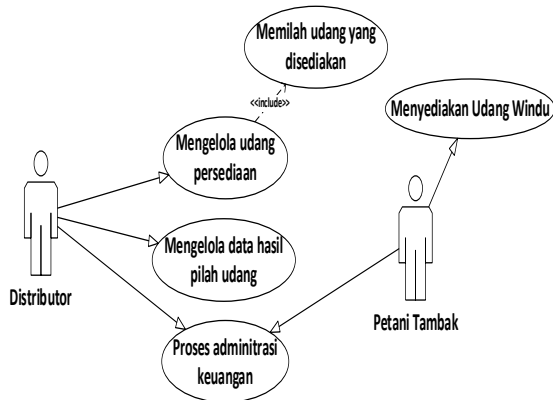 Memilah udang yang
disediakan
<<include>>
Menyediakan Udang Windu
Mengelola udang
persediaan
Mengelola data hasil
pilah udang
Distributor
Petani Tambak
Proses adminitrasi
keuangan